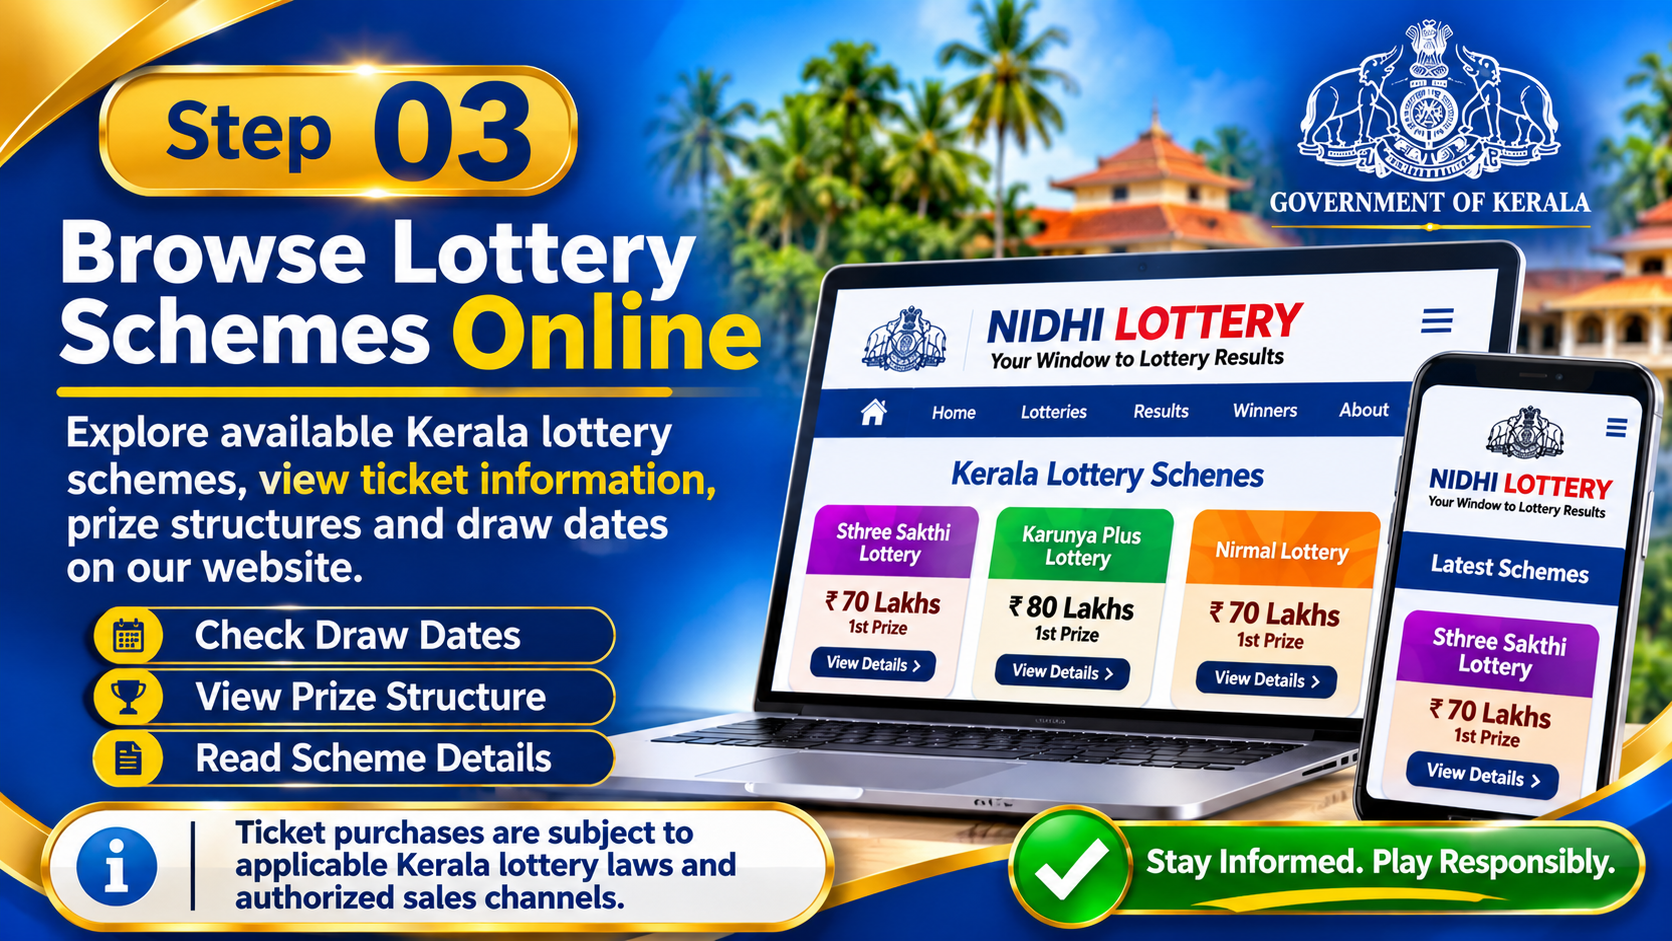 Step 03
Browse Lottery
Schemes Online
Explore available Kerala lottery
schemes, view ticket information,
prize structures and draw dates
on our website.
Check Draw Dates
View Prize Structure
Read Scheme Details
Ticket purchases are subject to
applicable Kerala lottery laws and
authorized sales channels.
GOVERNMENT OF KERALA
NIDHI LOTTERY
Your Window to Lottery Results
Home Lotteries Results Winners About
Kerala Lottery Schenes
Sthree Sakthi
Lottery
₹ 70 Lakhs
1st Prize
View Details >
Karunya Plus
Lottery
₹ 80 Lakhs
1st Prize
View Details >
Nirmal Lottery
₹ 70 Lakhs
1st Prize
View Details >
NIDHI LOTTERY
Your Window to Lottery Results
Latest Schemes
Sthree Sakthi
Lottery
₹ 70 Lakhs
1st Prize
View Details >
Stay Informed. Play Responsibly.